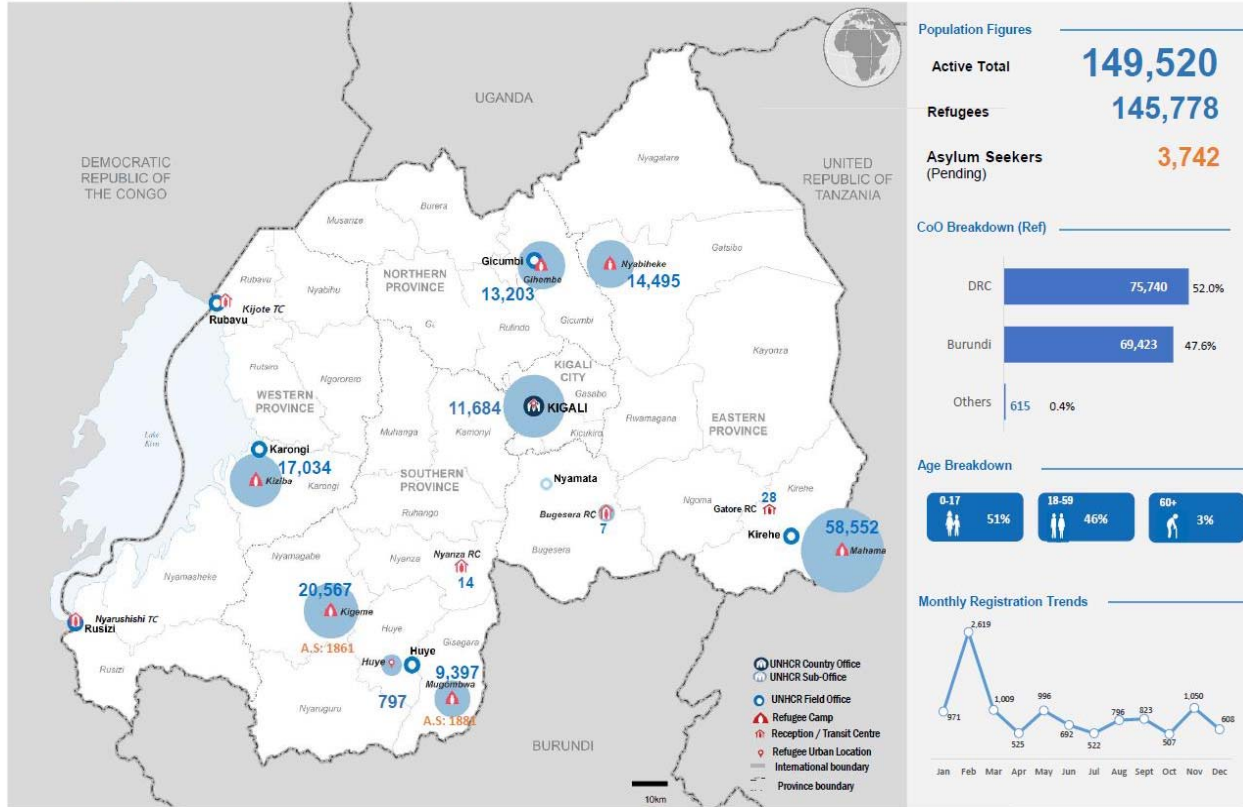 UGANDA
DEMOCRATIC
REPUBLIC OF
THE CONGO
UNITED
REPUBLIC OF
TANZANIA
BURUNDI
Nyagatare
Burera
Musanze
Gatsibo
Gicumbi
Gihembe
13,203
Nyabiheke
14,495
NORTHERN
PROVINCE
Rubavu
Nyabihu
Kijote TC
Rubavu
Rulindo
Gicumbi
Kayonza
Rutsiro
Ngororero
WESTERN
PROVINCE
KIGALI
CITY
Gasabo
11,684
KIGALI
Kicukiro
Rwamagana
EASTERN
PROVINCE
Muhanga
Kamonyi
Lake
Kivu
Karongi
17,034
Kiziba
Karongi
SOUTHERN
PROVINCE
Ruhango
Nyamata
Bugesera RC
7
Bugesera
Ngoma
28
Gatore RC
Kirehe
Kirehe
58,552
Mahama
Nyamagabe
Nyanza
Nyanza RC
14
Nyamasheke
20,567
Kigeme
A.S: 1861
Nyarushishi TC
Rusizi
Rusizi
Huye
Huye
Huye
797
Gisagara
9,397
Mugombwa
A.S: 1881
Nyaruguru
UNHCR Country Office
UNHCR Sub-Office
UNHCR Field Office
Refugee Camp
Reception / Transit Centre
Refugee Urban Location
International boundary
Province boundary
10km
Population Figures
Active Total 149,520
Refugees 145,778
Asylum Seekers 3,742
(Pending)
CoO Breakdown (Ref)
DRC 75,740 52.0%
Burundi 69,423 47.6%
Others 615 0.4%
Age Breakdown
0-17 18-59 60+
51% 46% 3%
Monthly Registration Trends
2,619
1,009
971
525
996
692
522
796
823
507
1,050
608
Jan Feb Mar Apr May Jun Jul Aug Sept Oct Nov Dec